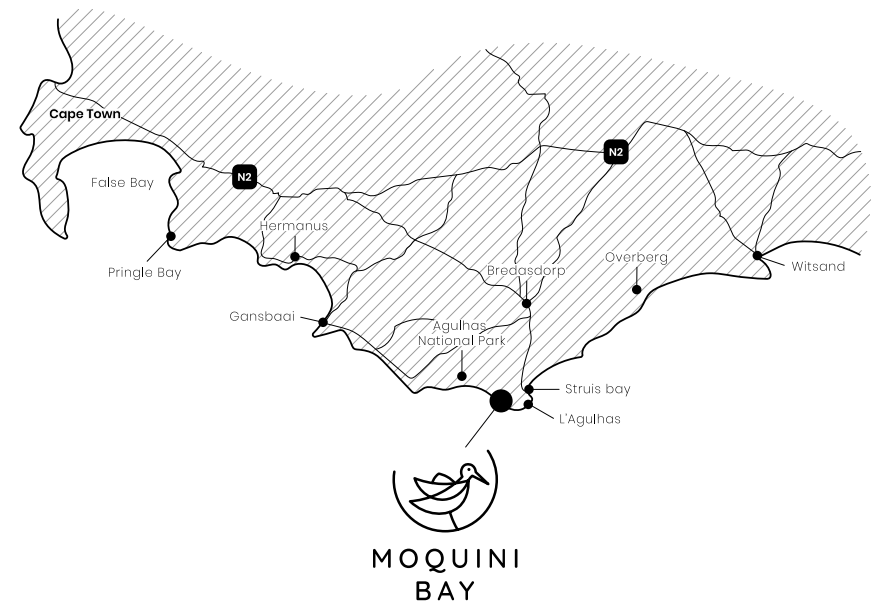 Cape Town
N2
N2
False Bay
Hermanus
Pringle Bay
Bredasdorp
Overberg
Witsand
Gansbaai
Agulhas
National Park
Struis bay
L'Agulhas
MOQUINI
BAY